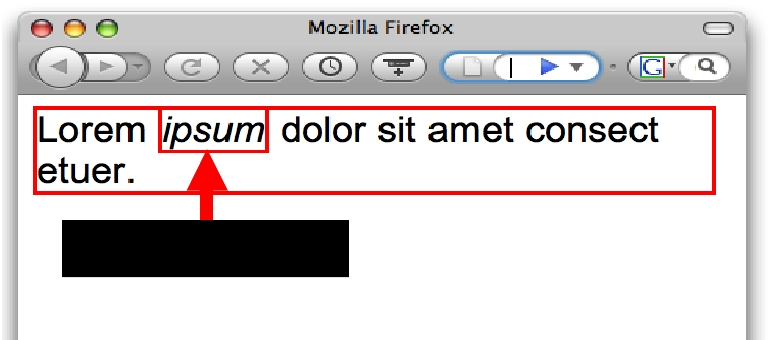 Mozilla Firefox
G
Lorem ipsum dolor sit amet consect
etuer.